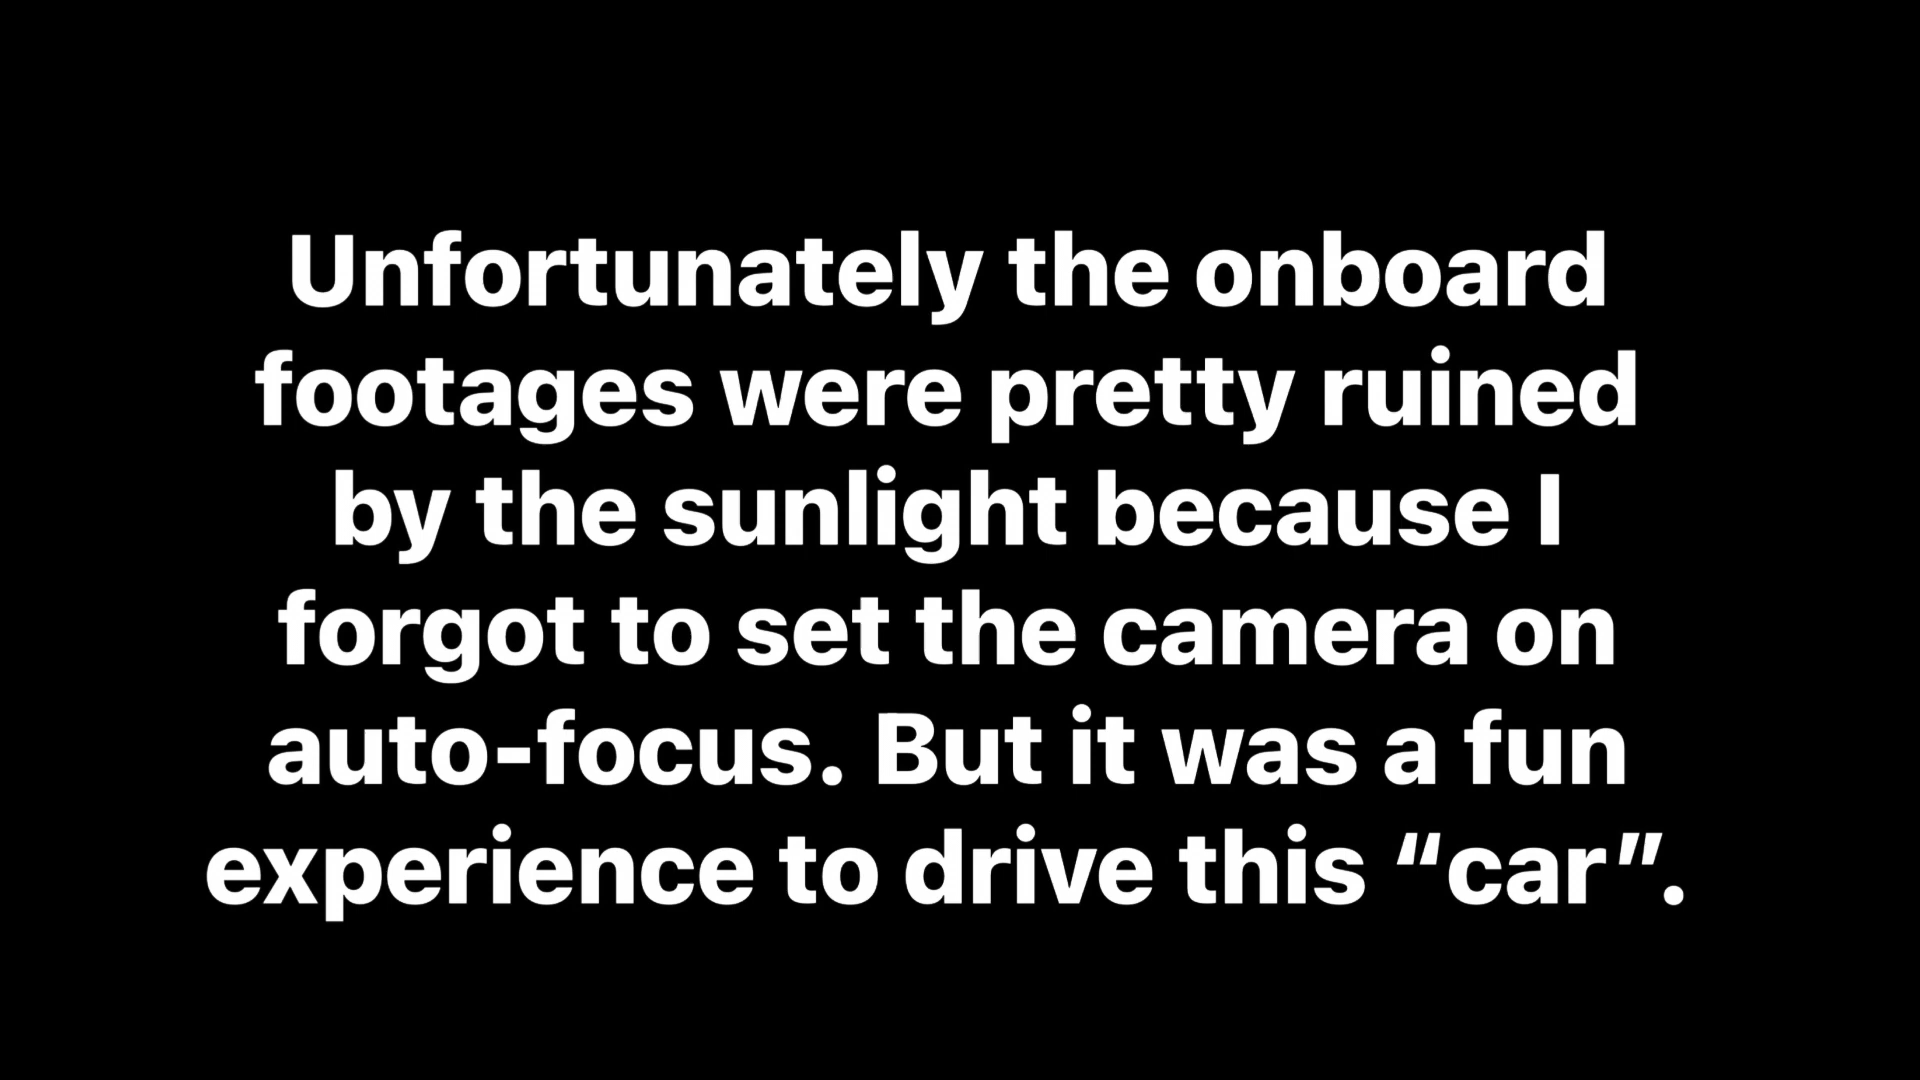 Unfortunately the onboard
footages were pretty ruined
by the sunlight because I
forgot to set the camera on
auto-focus. But it was a fun
experience to drive this “car”.